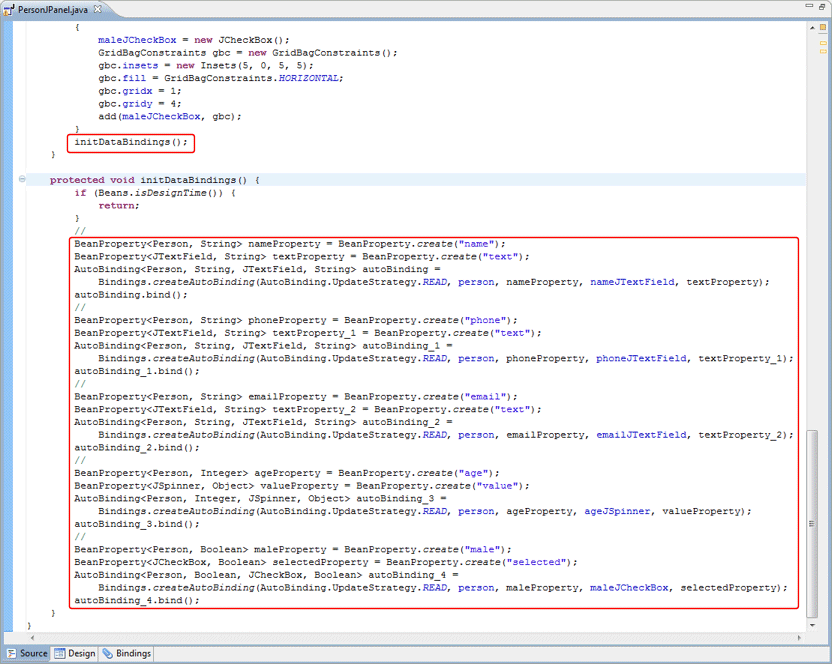 PersonJPanel.java
{
maleJCheckBox = new JCheckBox();
GridBagConstraints gbc = new GridBagConstraints();
gbc.insets = new Insets(5, 0, 5, 5);
gbc.fill = GridBagConstraints.HORIZONTAL;
gbc.gridx = 1;
gbc.gridy = 4;
add(maleJCheckBox, gbc);
}
initDataBindings();
}
protected void initDataBindings() {
if (Beans.isDesignTime()) {
return;
}
//
BeanProperty<Person, String> nameProperty = BeanProperty.create("name");
BeanProperty<JTextField, String> textProperty = BeanProperty.create("text");
AutoBinding<Person, String, JTextField, String> autoBinding =
Bindings.createAutoBinding(AutoBinding.UpdateStrategy.READ, person, nameProperty, nameJTextField, textProperty);
autoBinding.bind();
//
BeanProperty<Person, String> phoneProperty = BeanProperty.create("phone");
BeanProperty<JTextField, String> textProperty_1 = BeanProperty.create("text");
AutoBinding<Person, String, JTextField, String> autoBinding_1 =
Bindings.createAutoBinding(AutoBinding.UpdateStrategy.READ, person, phoneProperty, phoneJTextField, textProperty_1);
autoBinding_1.bind();
//
BeanProperty<Person, String> emailProperty = BeanProperty.create("email");
BeanProperty<JTextField, String> textProperty_2 = BeanProperty.create("text");
AutoBinding<Person, String, JTextField, String> autoBinding_2 =
Bindings.createAutoBinding(AutoBinding.UpdateStrategy.READ, person, emailProperty, emailJTextField, textProperty_2);
autoBinding_2.bind();
//
BeanProperty<Person, Integer> ageProperty = BeanProperty.create("age");
BeanProperty<JSpinner, Object> valueProperty = BeanProperty.create("value");
AutoBinding<Person, Integer, JSpinner, Object> autoBinding_3 =
Bindings.createAutoBinding(AutoBinding.UpdateStrategy.READ, person, ageProperty, ageJSpinner, valueProperty);
autoBinding_3.bind();
//
BeanProperty<Person, Boolean> maleProperty = BeanProperty.create("male");
BeanProperty<JCheckBox, Boolean> selectedProperty = BeanProperty.create("selected");
AutoBinding<Person, Boolean, JCheckBox, Boolean> autoBinding_4 =
Bindings.createAutoBinding(AutoBinding.UpdateStrategy.READ, person, maleProperty, maleJCheckBox, selectedProperty);
autoBinding_4.bind();
}
}
Source Design Bindings